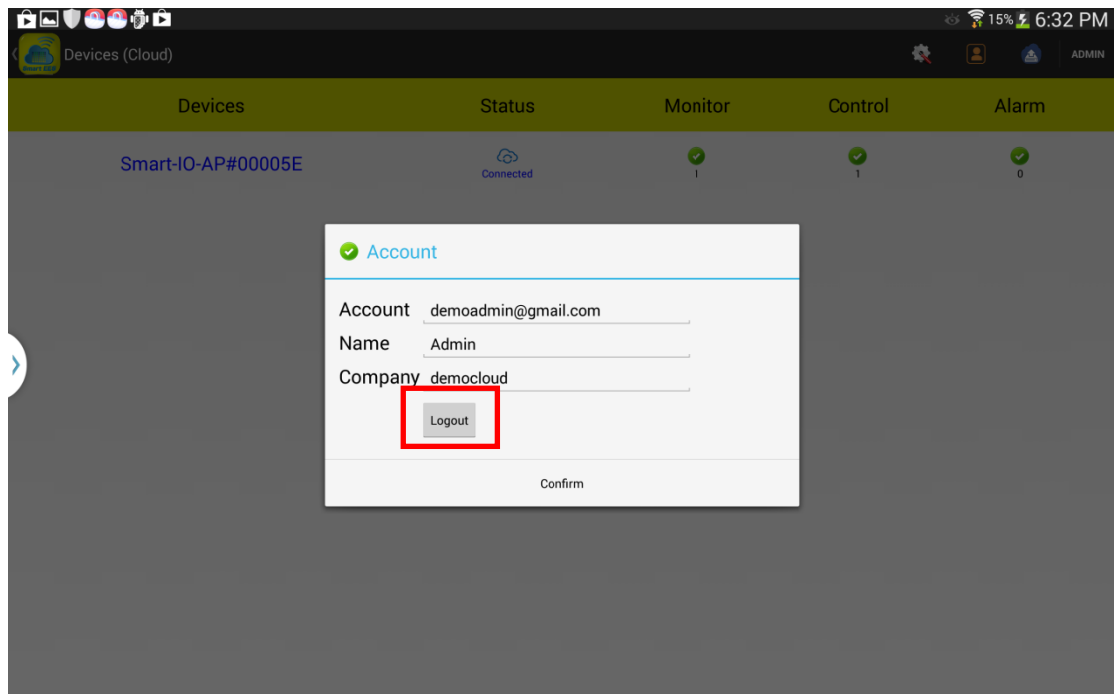 15% 6:32 PM
Devices (Cloud) ADMIN
Devices Status Monitor Control Alarm
Smart-IO-AP#00005E Connected 1 1 0
Account
Account demoadmin@gmail.com
Name Admin
Company democloud
Logout
Confirm